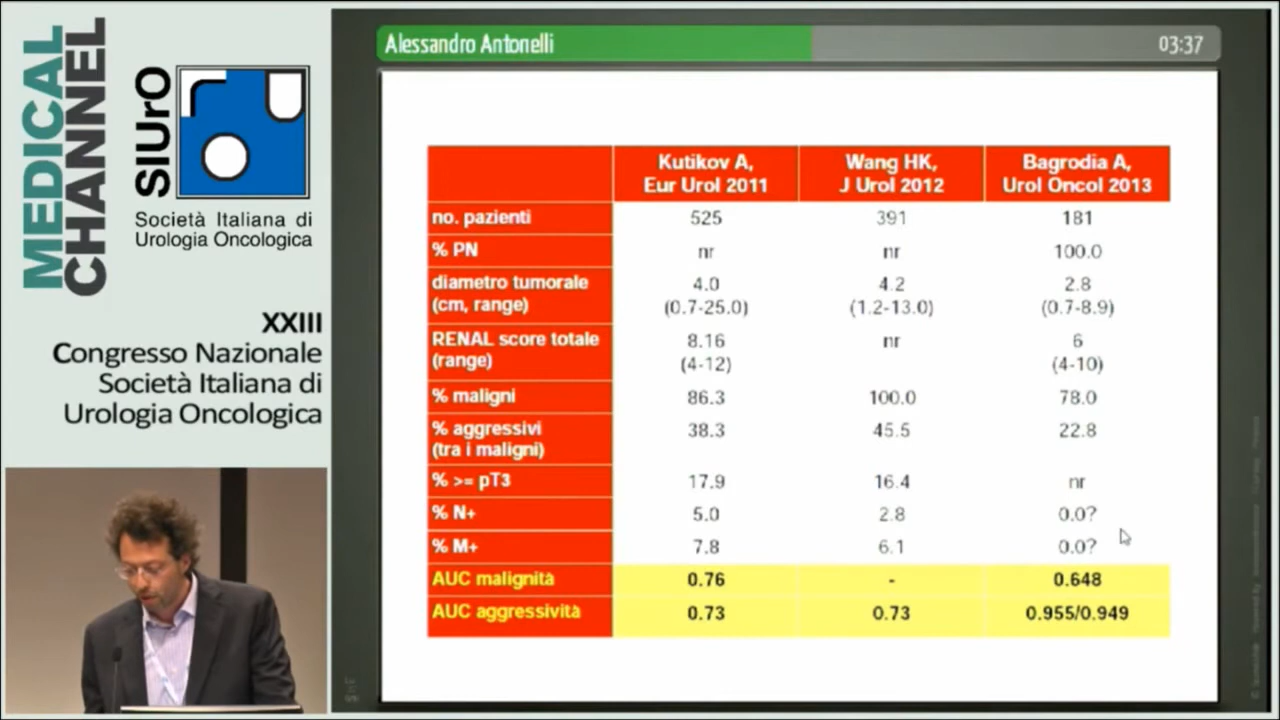 MEDICAL
CHANNEL
SIUrO
Società Italiana di
Urologia Oncologica
XXIII
Congresso Nazionale
Società Italiana di
Urologia Oncologica
Alessandro Antonelli 03:37
Kutikov A, Wang HK, Bagrodia A,
Eur Urol 2011 J Urol 2012 Urol Oncol 2013
no. pazienti 525 391 181
% PN nr nr 100.0
diametro tumorale 4.0 4.2 2.8
(cm, range) (0.7-25.0) (1.2-13.0) (0.7-8.9)
RENAL score totale 8.16 nr 6
(range) (4-12) (4-10)
% maligni 86.3 100.0 78.0
% aggressivi 38.3 45.5 22.8
(tra i maligni)
% >= pT3 17.9 16.4 nr
% N+ 5.0 2.8 0.0?
% M+ 7.8 6.1 0.0?
AUC malignità 0.76 - 0.648
AUC aggressività 0.73 0.73 0.955/0.949